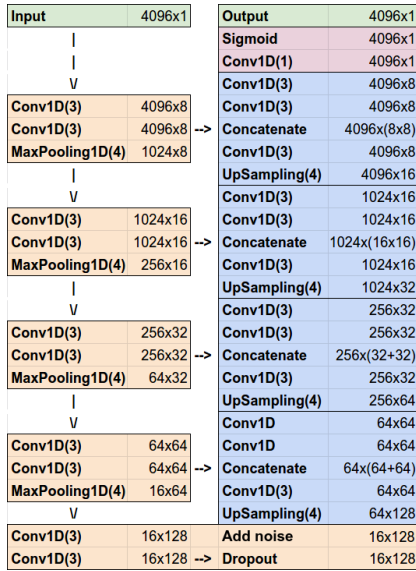 Input 4096x1 Output 4096x1
| Sigmoid 4096x1
| Conv1D(1) 4096x1
\/ Conv1D(3) 4096x8
Conv1D(3) 4096x8 Conv1D(3) 4096x8
Conv1D(3) 4096x8 --> Concatenate 4096x(8x8)
MaxPooling1D(4) 1024x8 Conv1D(3) 4096x8
| UpSampling(4) 4096x16
\/ Conv1D(3) 1024x16
Conv1D(3) 1024x16 Conv1D(3) 1024x16
Conv1D(3) 1024x16 --> Concatenate 1024x(16x16)
MaxPooling1D(4) 256x16 Conv1D(3) 1024x16
| UpSampling(4) 1024x32
\/ Conv1D(3) 256x32
Conv1D(3) 256x32 Conv1D(3) 256x32
Conv1D(3) 256x32 --> Concatenate 256x(32+32)
MaxPooling1D(4) 64x32 Conv1D(3) 256x32
| UpSampling(4) 256x64
\/ Conv1D 64x64
Conv1D(3) 64x64 Conv1D 64x64
Conv1D(3) 64x64 --> Concatenate 64x(64+64)
MaxPooling1D(4) 16x64 Conv1D(3) 64x64
\/ UpSampling(4) 64x128
Conv1D(3) 16x128 Add noise 16x128
Conv1D(3) 16x128 --> Dropout 16x128